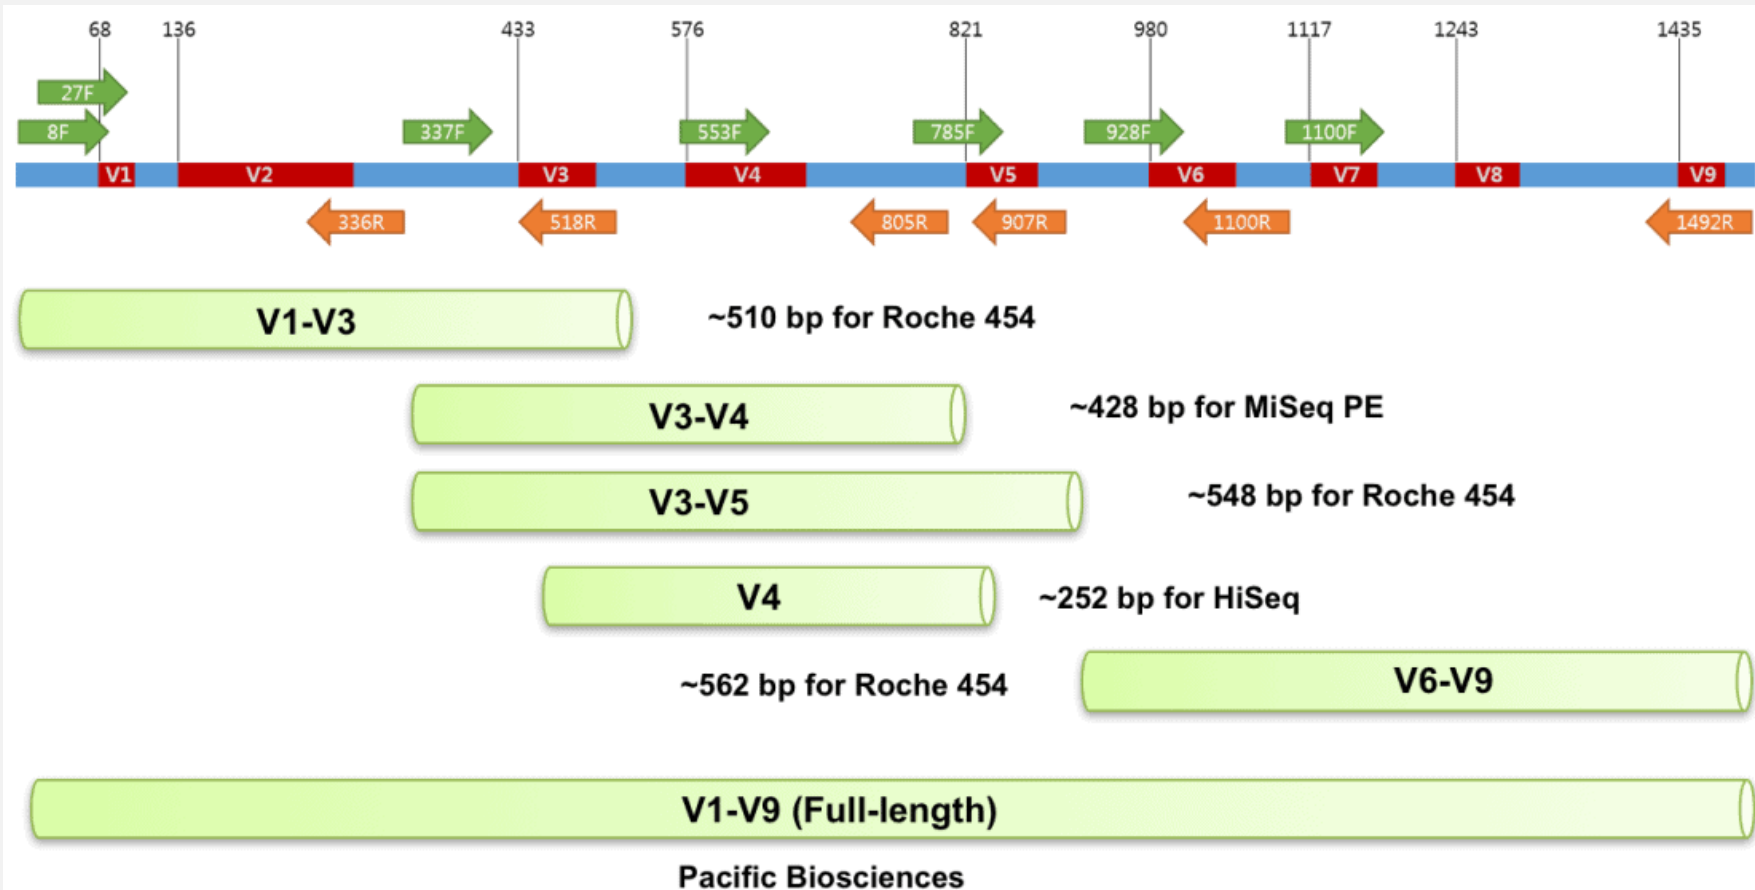 68 136 433 576 821 980 1117 1243 1435
27F
8F 337F 553F 785F 928F 1100F
V1 V2 V3 V4 V5 V6 V7 V8 V9
336R 518R 805R 907R 1100R 1492R
V1-V3 ~510 bp for Roche 454
V3-V4 ~428 bp for MiSeq PE
V3-V5 ~548 bp for Roche 454
V4 ~252 bp for HiSeq
~562 bp for Roche 454 V6-V9
V1-V9 (Full-length)
Pacific Biosciences